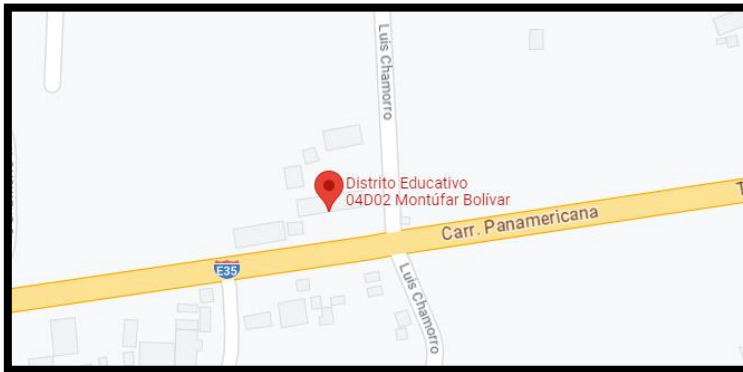 Luis Chamorro
Distrito Educativo
04D02 Montúfar Bolívar
Carr. Panamericana
E35
Luis Chamorro